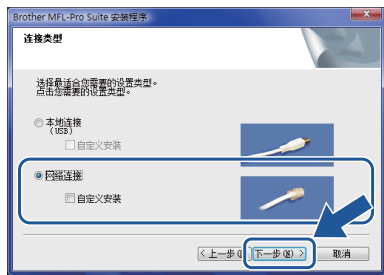 Brother MFL-Pro Suite 安装程序
连接类型
选择最适合您需要的设置类型。
点击您需要的设置类型。
本地连接
(USB)
自定义安装
网络连接
自定义安装
<上一步( 下一步(N) > 取消